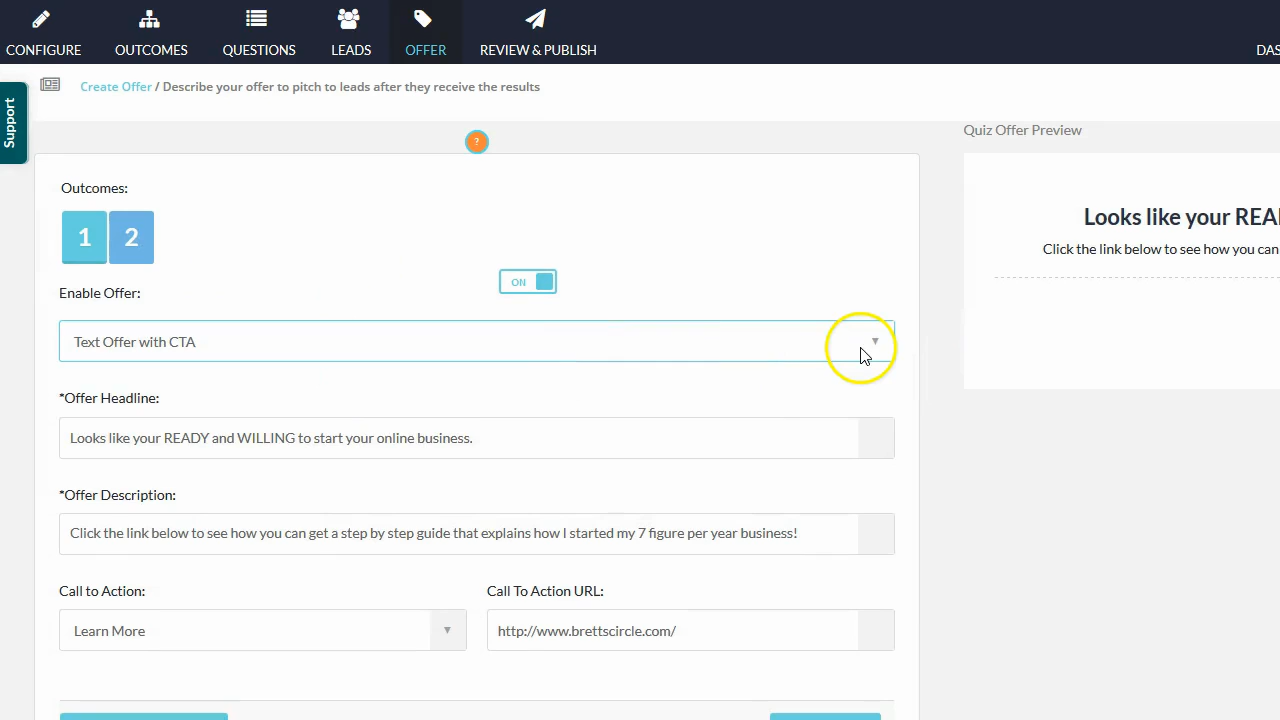 CONFIGURE
OUTCOMES
QUESTIONS
LEADS
OFFER
REVIEW & PUBLISH
DAS
Support
Create Offer / Describe your offer to pitch to leads after they receive the results
?
Quiz Offer Preview
Outcomes:
1 2
ON
Enable Offer:
Text Offer with CTA
*Offer Headline:
Looks like your READY and WILLING to start your online business.
*Offer Description:
Click the link below to see how you can get a step by step guide that explains how I started my 7 figure per year business!
Call to Action:
Learn More
Call To Action URL:
http://www.brettscircle.com/
Looks like your REA
Click the link below to see how you can